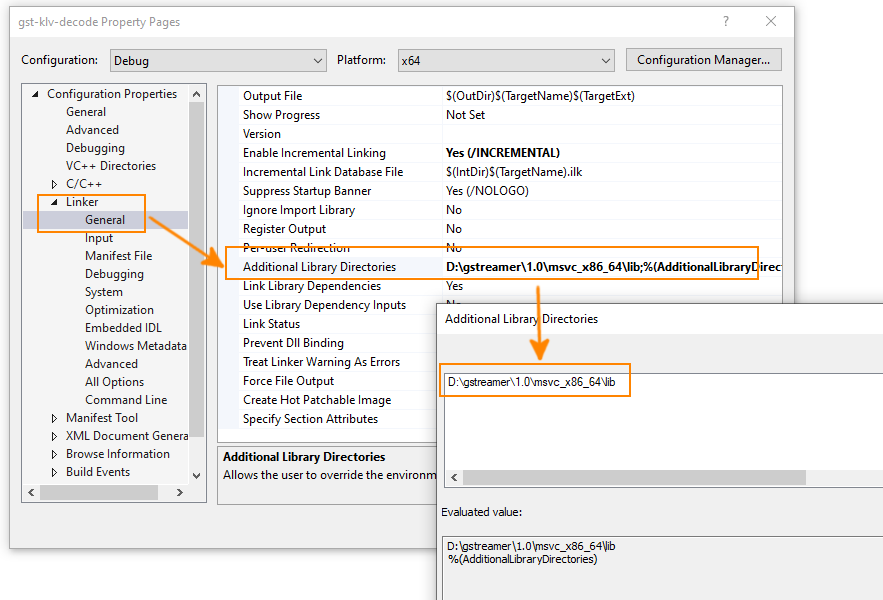 gst-klv-decode Property Pages
?
Configuration: Debug Platform: x64 Configuration Manager...
Configuration Properties
General
Advanced
Debugging
VC++ Directories
C/C++
Linker
General
Input
Manifest File
Debugging
System
Optimization
Embedded IDL
Windows Metadata
Advanced
All Options
Command Line
Manifest Tool
XML Document Genera
Browse Information
Build Events
Output File $(OutDir)$(TargetName)$(TargetExt)
Show Progress Not Set
Version
Enable Incremental Linking Yes (/INCREMENTAL)
Incremental Link Database File $(IntDir)$(TargetName).ilk
Suppress Startup Banner Yes (/NOLOGO)
Ignore Import Library No
Register Output No
Per-user Redirection No
Additional Library Directories D:\gstreamer\1.0\msvc_x86_64\lib;%(AdditionalLibraryDirec
Link Library Dependencies Yes
Use Library Dependency Inputs No
Link Status
Prevent Dll Binding
Treat Linker Warning As Errors
Force File Output
Create Hot Patchable Image
Specify Section Attributes
Additional Library Directories
Allows the user to override the environm
Additional Library Directories
D:\gstreamer\1.0\msvc_x86_64\lib
Evaluated value:
D:\gstreamer\1.0\msvc_x86_64\lib
%(AdditionalLibraryDirectories)